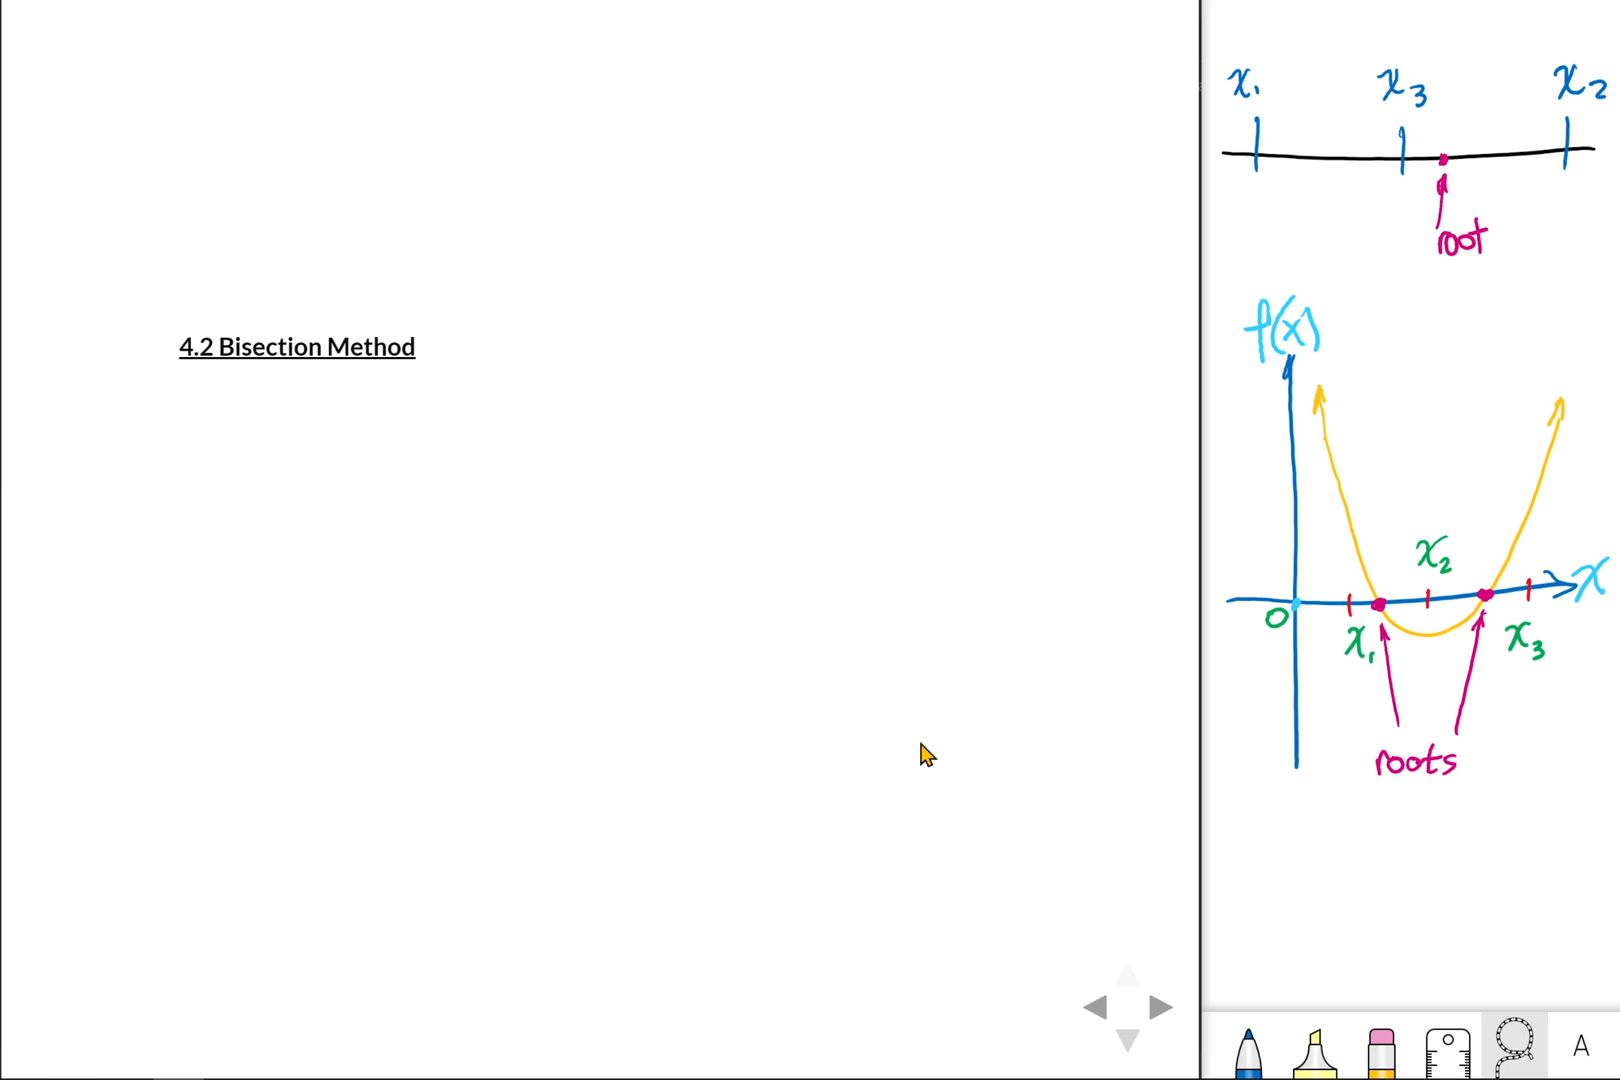 4.2 Bisection Method
x₁ x₃ x₂
root
f(x)
x₂
x
0
x₁ x₃
roots
A